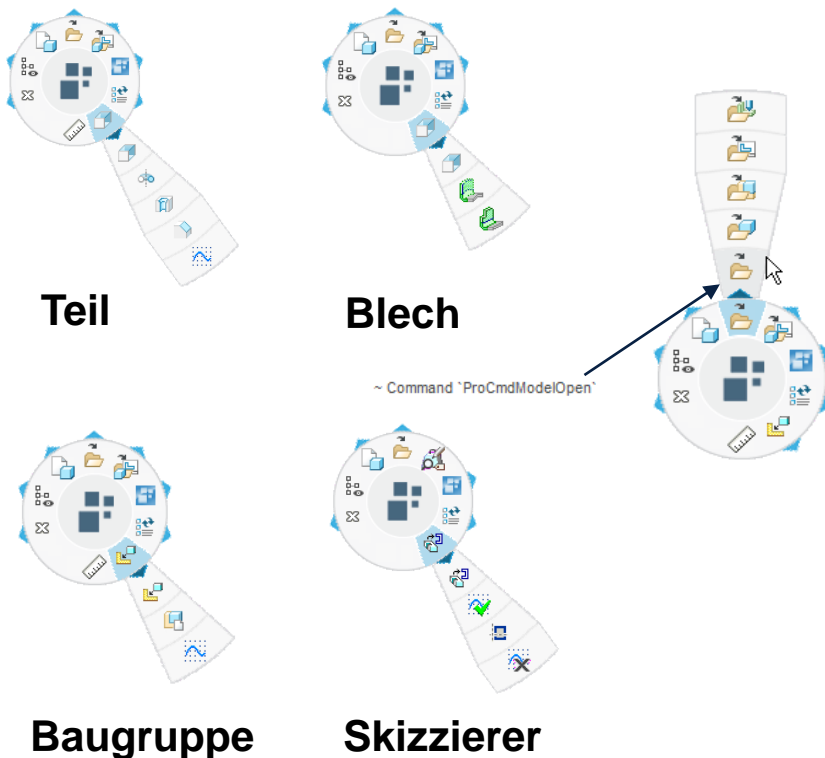 Teil
Blech
~ Command `ProCmdModelOpen`
Baugruppe
Skizzierer